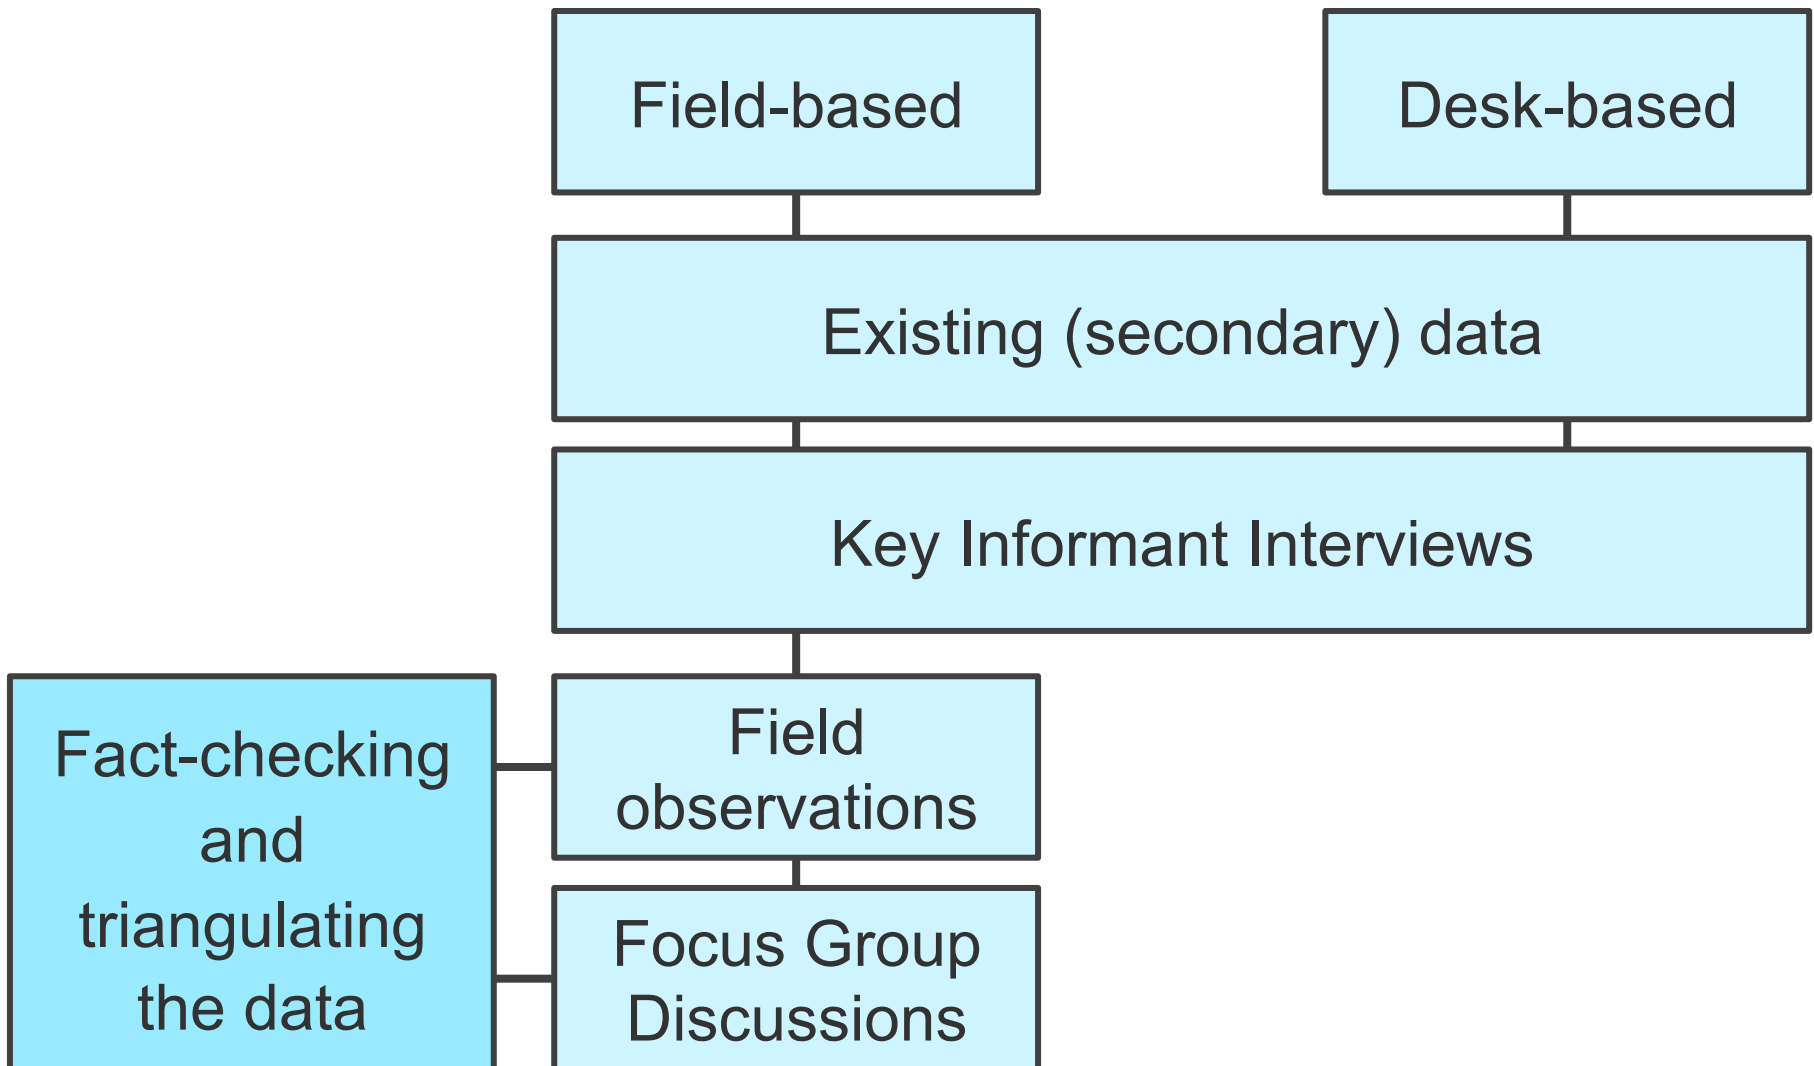 Field-based
Desk-based
Existing (secondary) data
Key Informant Interviews
Fact-checking
and
triangulating
the data
Field
observations
Focus Group
Discussions